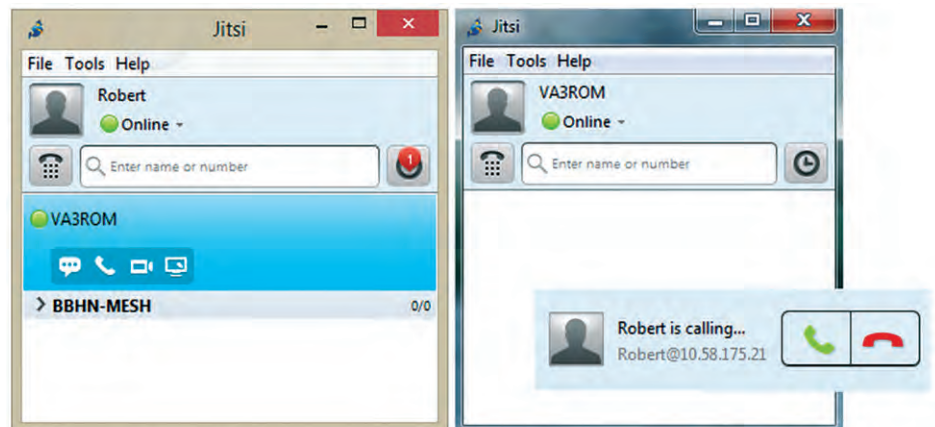 Jitsi
File Tools Help
Robert
Online
Enter name or number
1
VA3ROM
BBHN-MESH 0/0
Jitsi
File Tools Help
VA3ROM
Online
Enter name or number
Robert is calling...
Robert@10.58.175.21